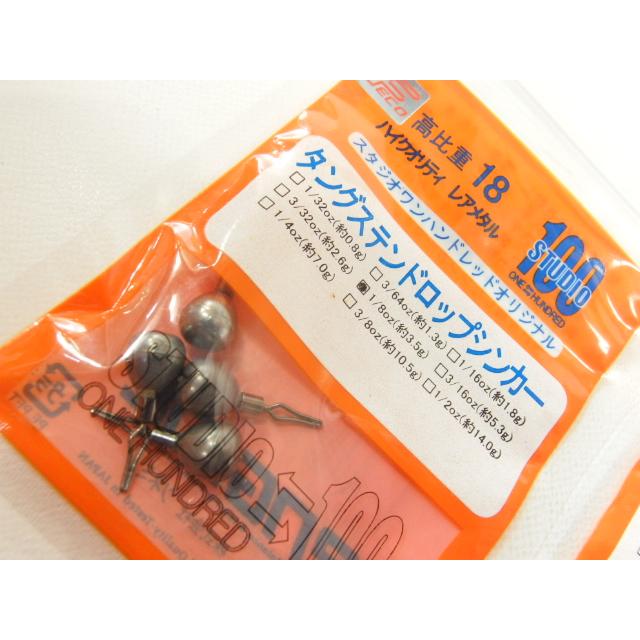 DECO
高比重 18
ハイクオリティ レアメタル
スタジオワンハンドレッドオリジナル
100
STUDIO
ONE HUNDRED
タングステンドロップシンカー
1/32oz(約0.8g) 3/64oz(約1.3g) 1/16oz(約1.8g)
3/32oz(約2.6g) 1/8oz(約3.5g) 3/16oz(約5.3g)
1/4oz(約7.0g) 3/8oz(約10.5g) 1/2oz(約14.0g)
STUDIO 100
ONE HUNDRED
PE, PET